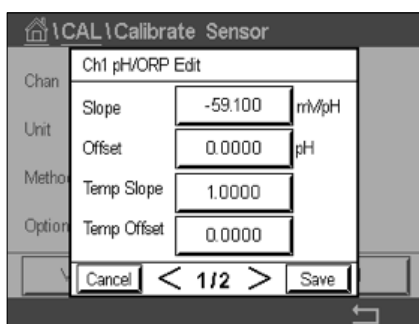 \CAL\Calibrate Sensor
Ch1 pH/ORP Edit
Chan
Slope -59.100 mV/pH
Unit
Offset 0.0000 pH
Temp Slope 1.0000
Option
Temp Offset 0.0000
Cancel < 1/2 > Save